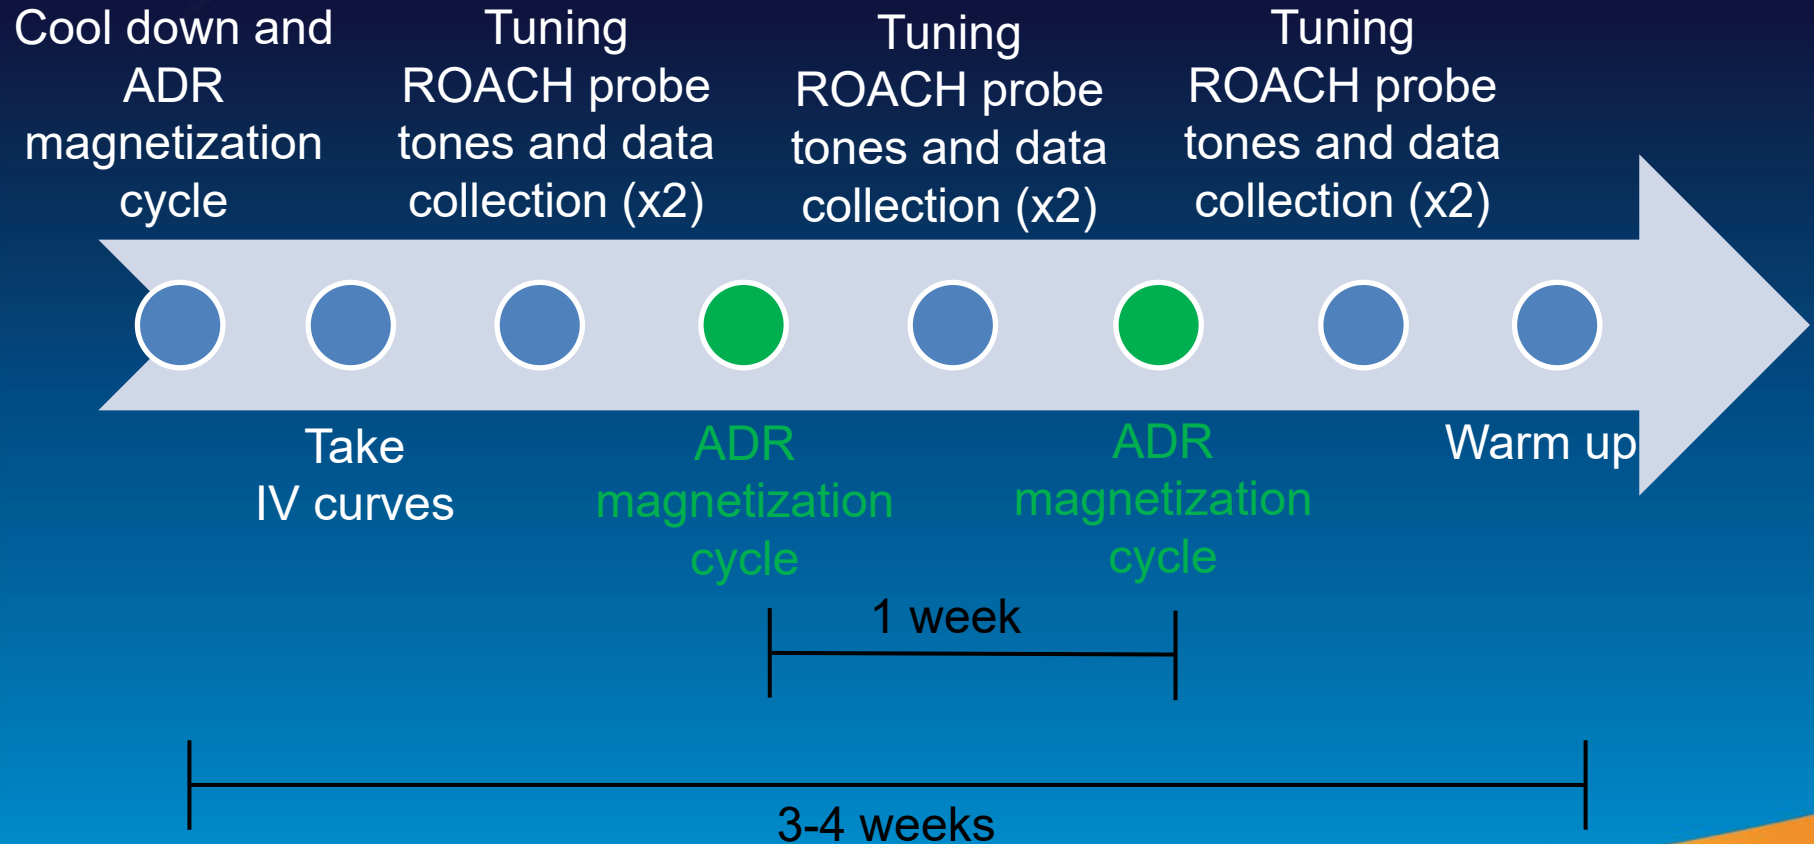 Cool down and
ADR
magnetization
cycle
Tuning
ROACH probe
tones and data
collection (x2)
Tuning
ROACH probe
tones and data
collection (x2)
Tuning
ROACH probe
tones and data
collection (x2)
Take
IV curves
ADR
magnetization
cycle
ADR
magnetization
cycle
Warm up
1 week
3-4 weeks